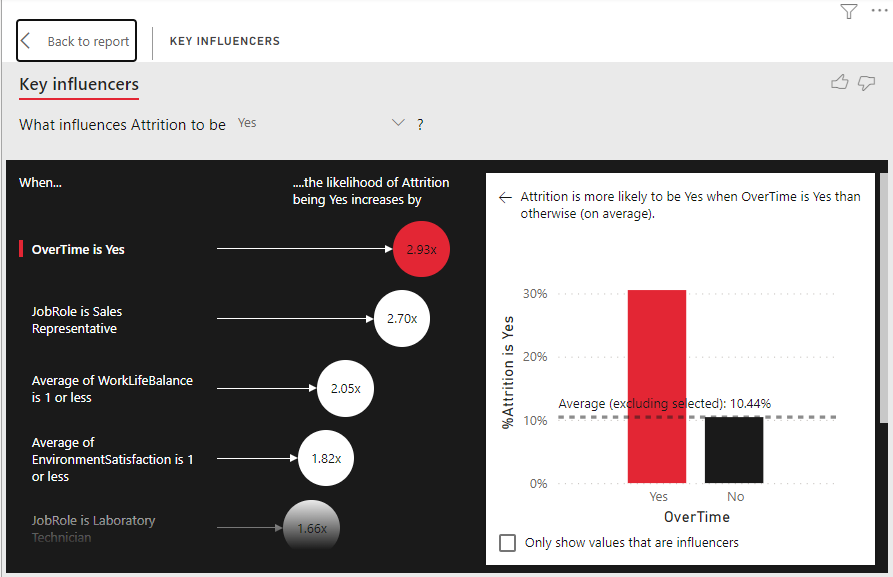 Back to report
KEY INFLUENCERS
Key influencers
What influences Attrition to be Yes ?
When...
....the likelihood of Attrition
being Yes increases by
OverTime is Yes
2.93x
JobRole is Sales
Representative
2.70x
Average of WorkLifeBalance
is 1 or less
2.05x
Average of
EnvironmentSatisfaction is 1
or less
1.82x
JobRole is Laboratory
Technician
1.66x
Attrition is more likely to be Yes when OverTime is Yes than
otherwise (on average).
%Attrition is Yes
30%
20%
Average (excluding selected): 10.44%
10%
0%
Yes
No
OverTime
Only show values that are influencers